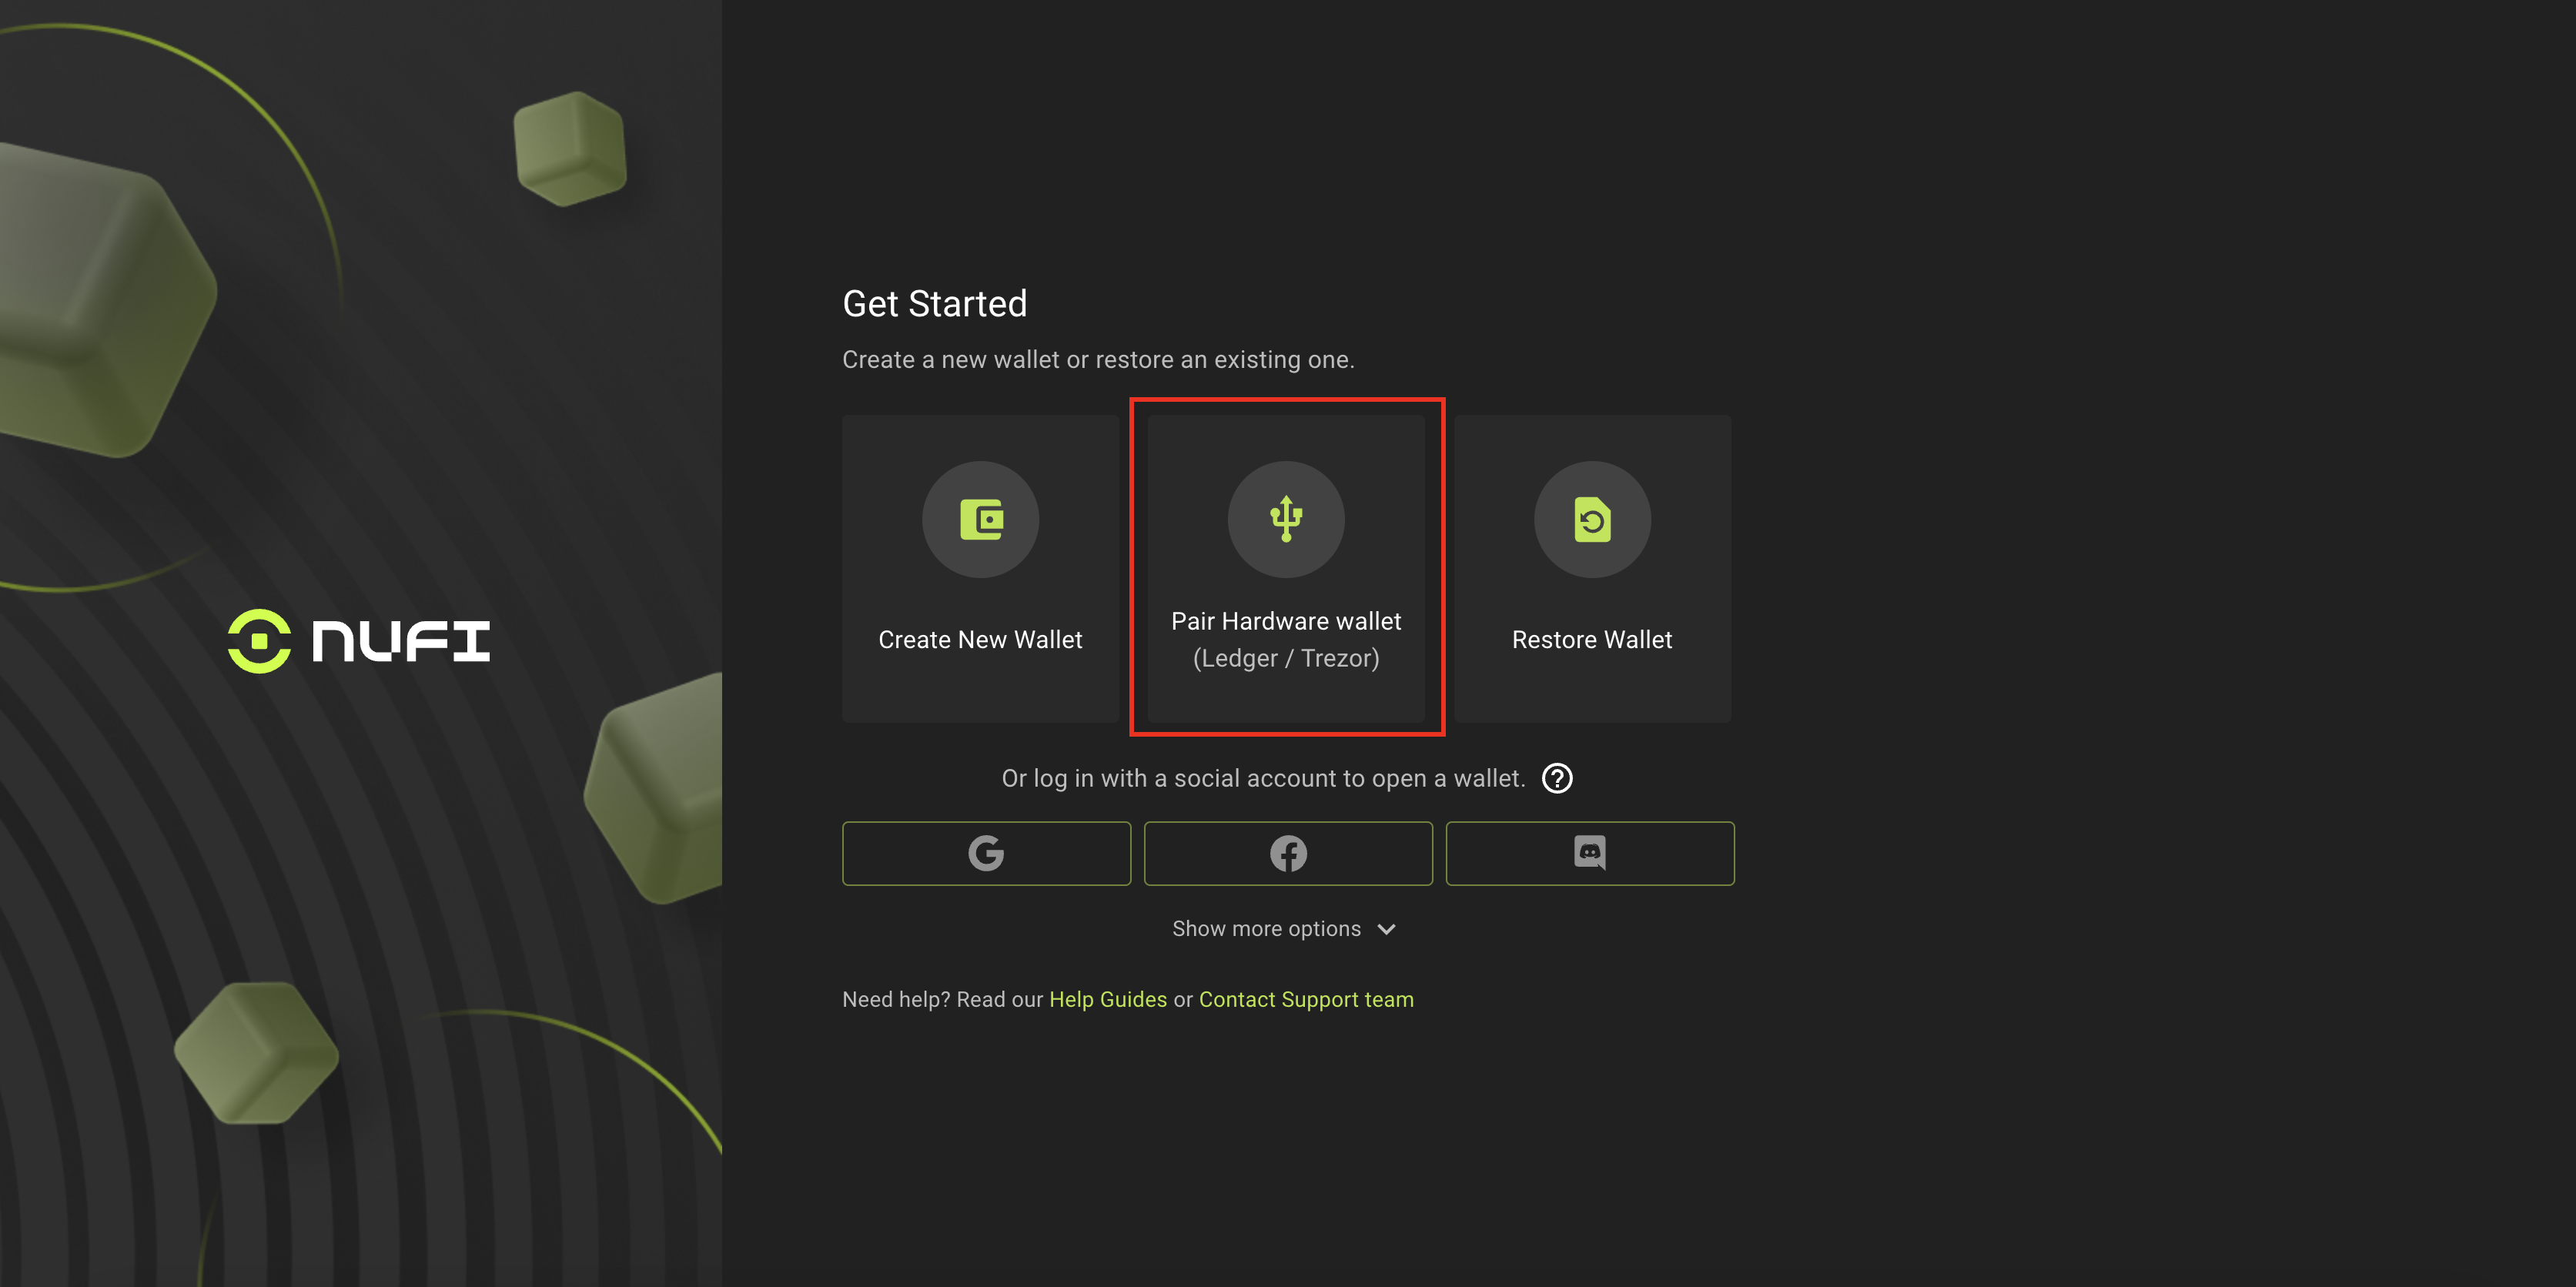 NUFI
Get Started
Create a new wallet or restore an existing one.
Create New Wallet
Pair Hardware wallet
(Ledger / Trezor)
Restore Wallet
Or log in with a social account to open a wallet.
Show more options
Need help? Read our Help Guides or Contact Support team